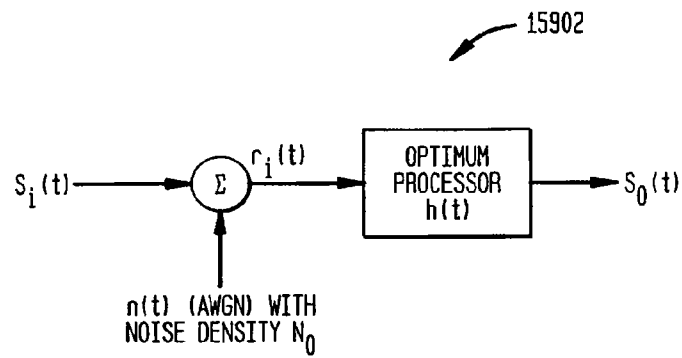 15902
Sᵢ(t)
Σ
rᵢ(t)
OPTIMUM
PROCESSOR
h(t)
S₀(t)
n(t) (AWGN) WITH
NOISE DENSITY N₀